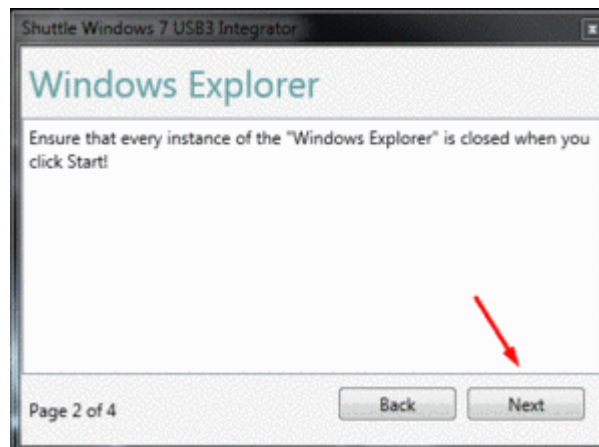 Shuttle Windows 7 USB3 Integrator
Windows Explorer
Ensure that every instance of the "Windows Explorer" is closed when you
click Start!
Page 2 of 4
Back
Next